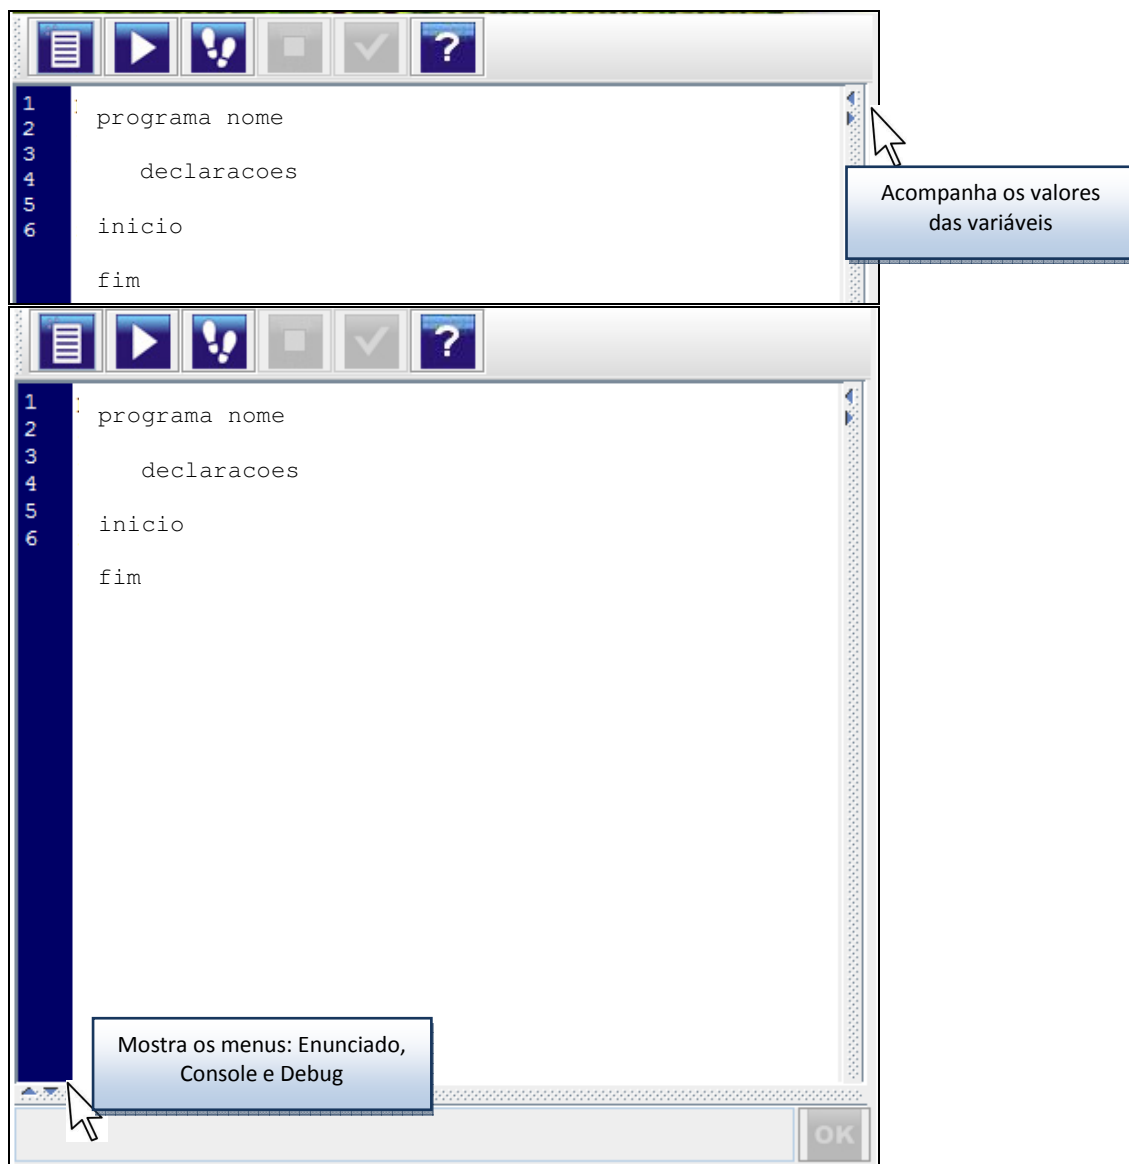 ?
1
2
3
4
5
6
programa nome
declaracoes
inicio
fim
Acompanha os valores
das variáveis
?
1
2
3
4
5
6
programa nome
declaracoes
inicio
fim
Mostra os menus: Enunciado,
Console e Debug
OK